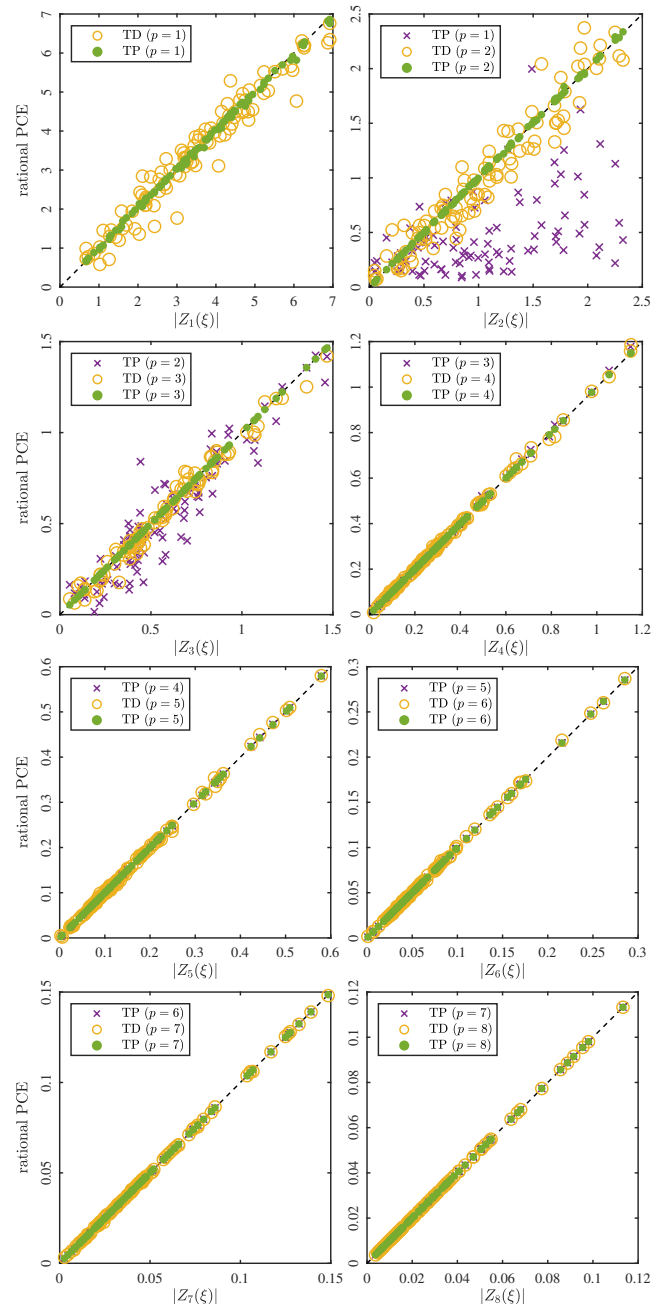 7
6
5
4
3
2
1
0
rational PCE
TD (p = 1)
TP (p = 1)
0 1 2 3 4 5 6 7
|Z₁(ξ)|
2.5
2
1.5
1
0.5
0
TP (p = 1)
TD (p = 2)
TP (p = 2)
0 0.5 1 1.5 2 2.5
|Z₂(ξ)|
1.5
1
0.5
0
rational PCE
TP (p = 2)
TD (p = 3)
TP (p = 3)
0 0.5 1 1.5
|Z₃(ξ)|
1.2
1
0.8
0.6
0.4
0.2
0
TP (p = 3)
TD (p = 4)
TP (p = 4)
0 0.2 0.4 0.6 0.8 1 1.2
|Z₄(ξ)|
0.6
0.5
0.4
0.3
0.2
0.1
0
rational PCE
TP (p = 4)
TD (p = 5)
TP (p = 5)
0 0.1 0.2 0.3 0.4 0.5 0.6
|Z₅(ξ)|
0.3
0.25
0.2
0.15
0.1
0.05
0
TP (p = 5)
TD (p = 6)
TP (p = 6)
0 0.05 0.1 0.15 0.2 0.25 0.3
|Z₆(ξ)|
0.15
0.1
0.05
0
rational PCE
TP (p = 6)
TD (p = 7)
TP (p = 7)
0 0.05 0.1 0.15
|Z₇(ξ)|
0.12
0.1
0.08
0.06
0.04
0.02
0
TP (p = 7)
TD (p = 8)
TP (p = 8)
0 0.02 0.04 0.06 0.08 0.1 0.12
|Z₈(ξ)|